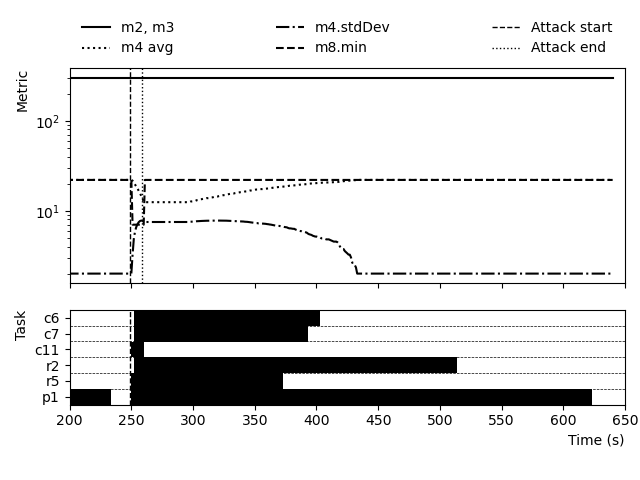 m2, m3 m4.stdDev Attack start
m4 avg m8.min Attack end
Metric
10²
10¹
Task
c6
c7
c11
r2
r5
p1
200 250 300 350 400 450 500 550 600 650
Time (s)